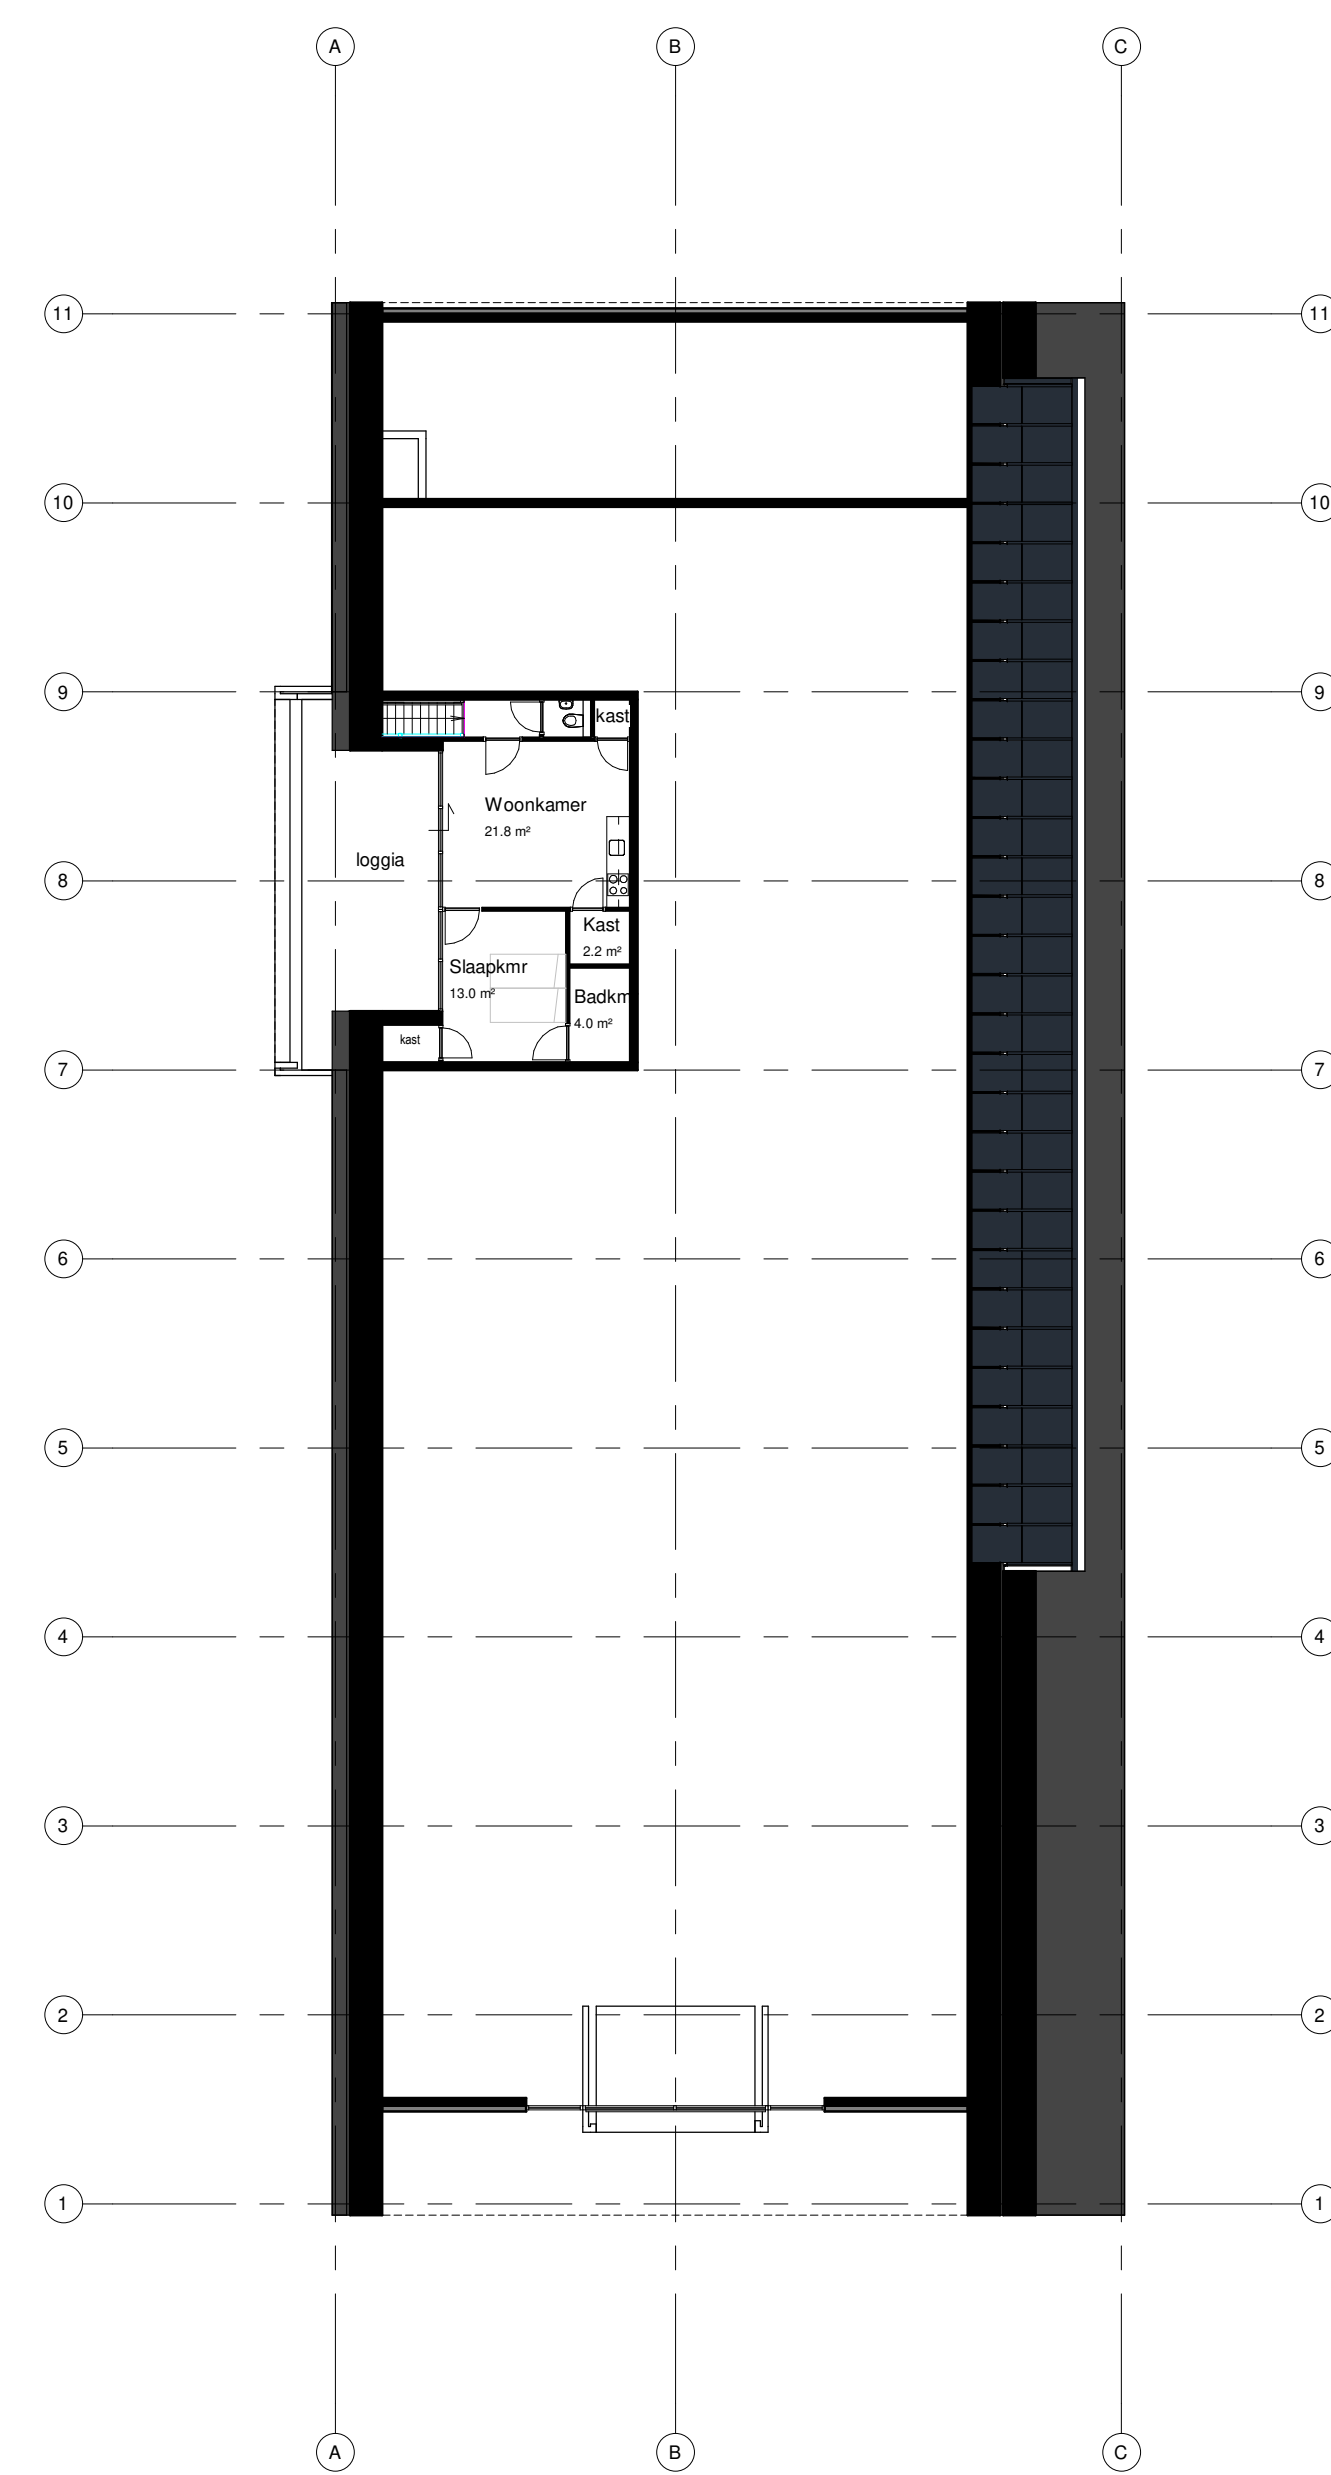 A B C
11 11
10 10
9 9
kast
Woonkamer
21.8 m²
loggia
8 8
Kast
2.2 m²
Slaapkmr
13.0 m²
Badkm
4.0 m²
kast
7 7
6 6
5 5
4 4
3 3
2 2
1 1
A B C